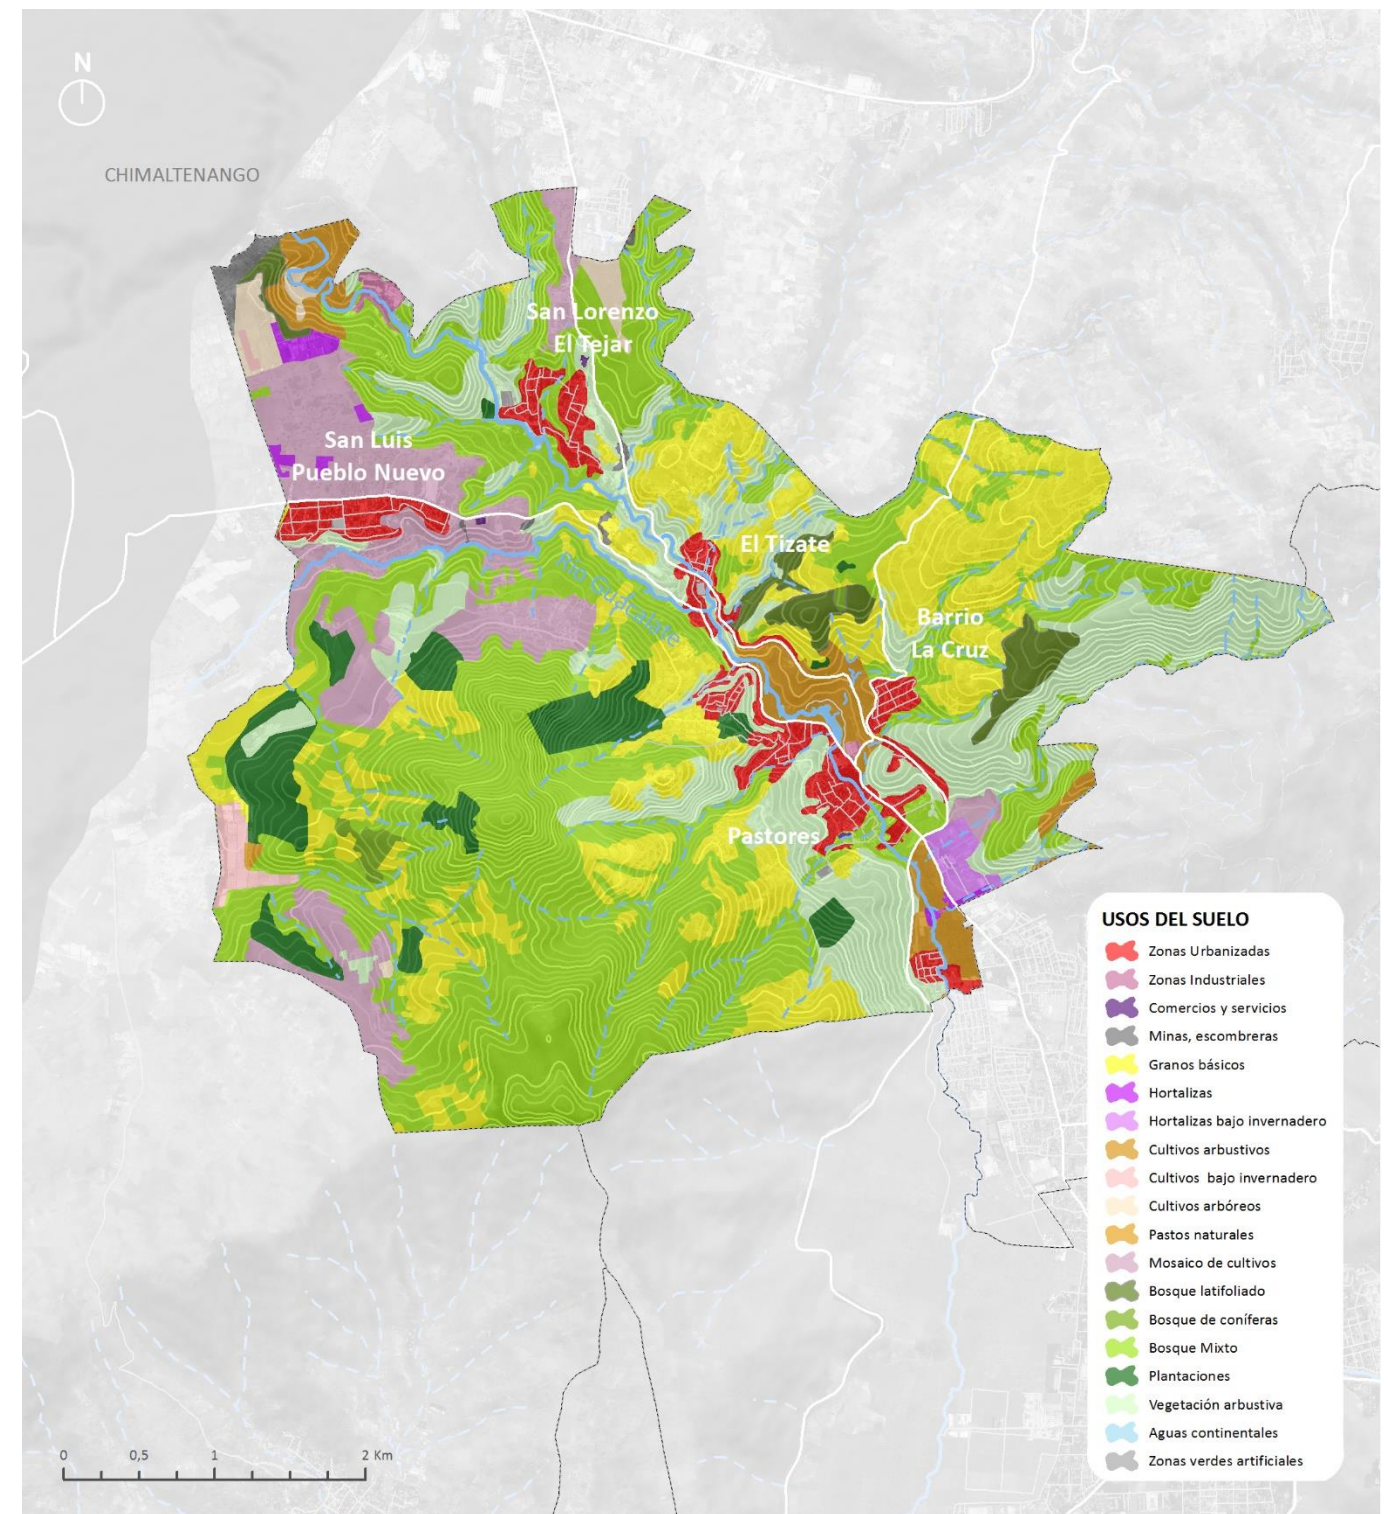 N
CHIMALTENANGO
San Lorenzo
El Tejar
San Luis
Pueblo Nuevo
El Tizate
Río Guacalate
Barrio
La Cruz
Pastores
USOS DEL SUELO
Zonas Urbanizadas
Zonas Industriales
Comercios y servicios
Minas, escombreras
Granos básicos
Hortalizas
Hortalizas bajo invernadero
Cultivos arbustivos
Cultivos bajo invernadero
Cultivos arbóreos
Pastos naturales
Mosaico de cultivos
Bosque latifoliado
Bosque de coníferas
Bosque Mixto
Plantaciones
Vegetación arbustiva
Aguas continentales
Zonas verdes artificiales
0 0,5 1 2 Km